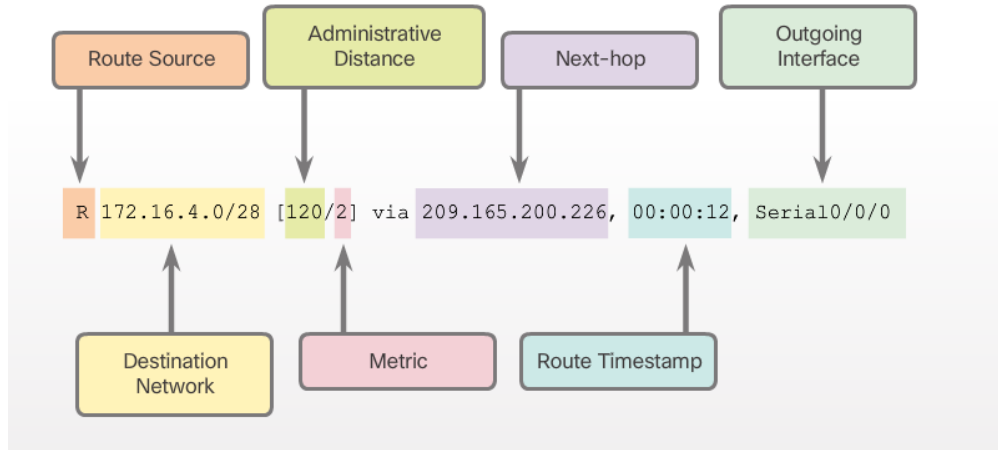 Route Source
Administrative
Distance
Next-hop
Outgoing
Interface
R 172.16.4.0/28 [120/2] via 209.165.200.226, 00:00:12, Serial0/0/0
Destination
Network
Metric
Route Timestamp